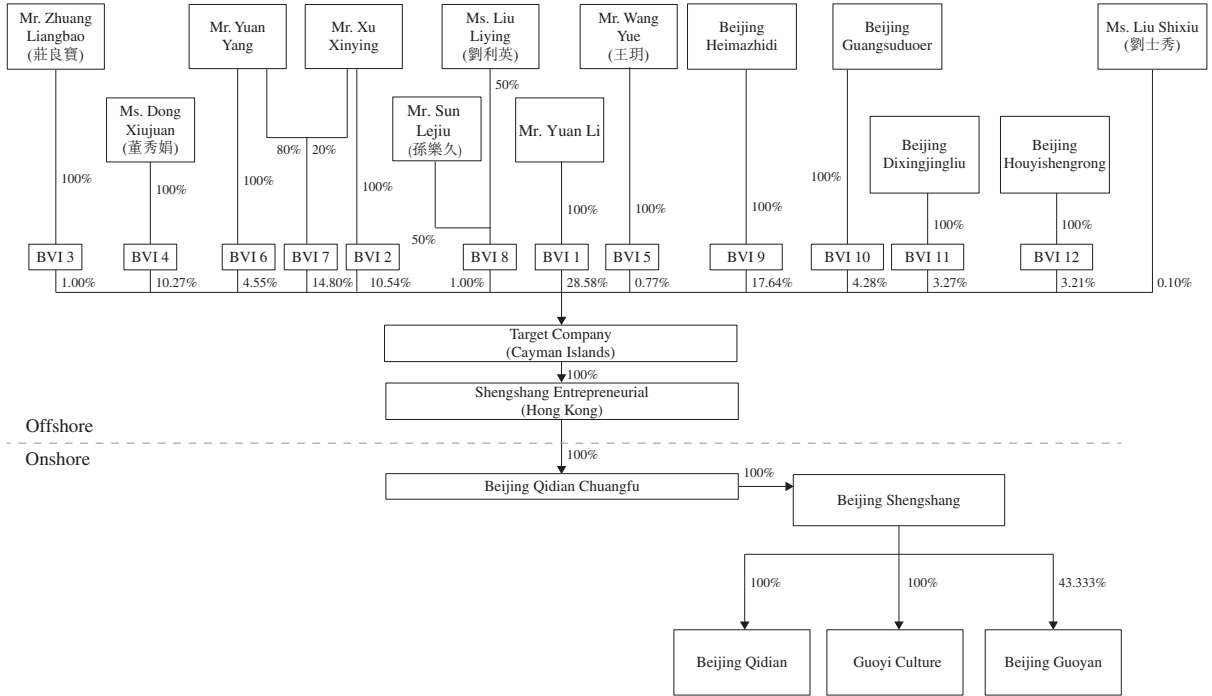 Mr. Zhuang
Liangbao
(莊良寶)
Mr. Yuan
Yang
Mr. Xu
Xinying
Ms. Liu
Liying
(劉利英)
Mr. Wang
Yue
(王玥)
Beijing
Heimazhidi
Beijing
Guangsuduoer
Ms. Liu Shixiu
(劉士秀)
Ms. Dong
Xiujuan
(董秀娟)
Mr. Sun
Lejiu
(孫樂久)
Mr. Yuan Li
Beijing
Dixingjingliu
Beijing
Houyishengrong
50%
80%
20%
100%
100%
100%
100%
100%
100%
100%
100%
100%
100%
50%
BVI 3
BVI 4
BVI 6
BVI 7
BVI 2
BVI 8
BVI 1
BVI 5
BVI 9
BVI 10
BVI 11
BVI 12
1.00%
10.27%
4.55%
14.80%
10.54%
1.00%
28.58%
0.77%
17.64%
4.28%
3.27%
3.21%
0.10%
Target Company
(Cayman Islands)
100%
Shengshang Entrepreneurial
(Hong Kong)
Offshore
Onshore
100%
Beijing Qidian Chuangfu
100%
Beijing Shengshang
100%
100%
43.333%
Beijing Qidian
Guoyi Culture
Beijing Guoyan